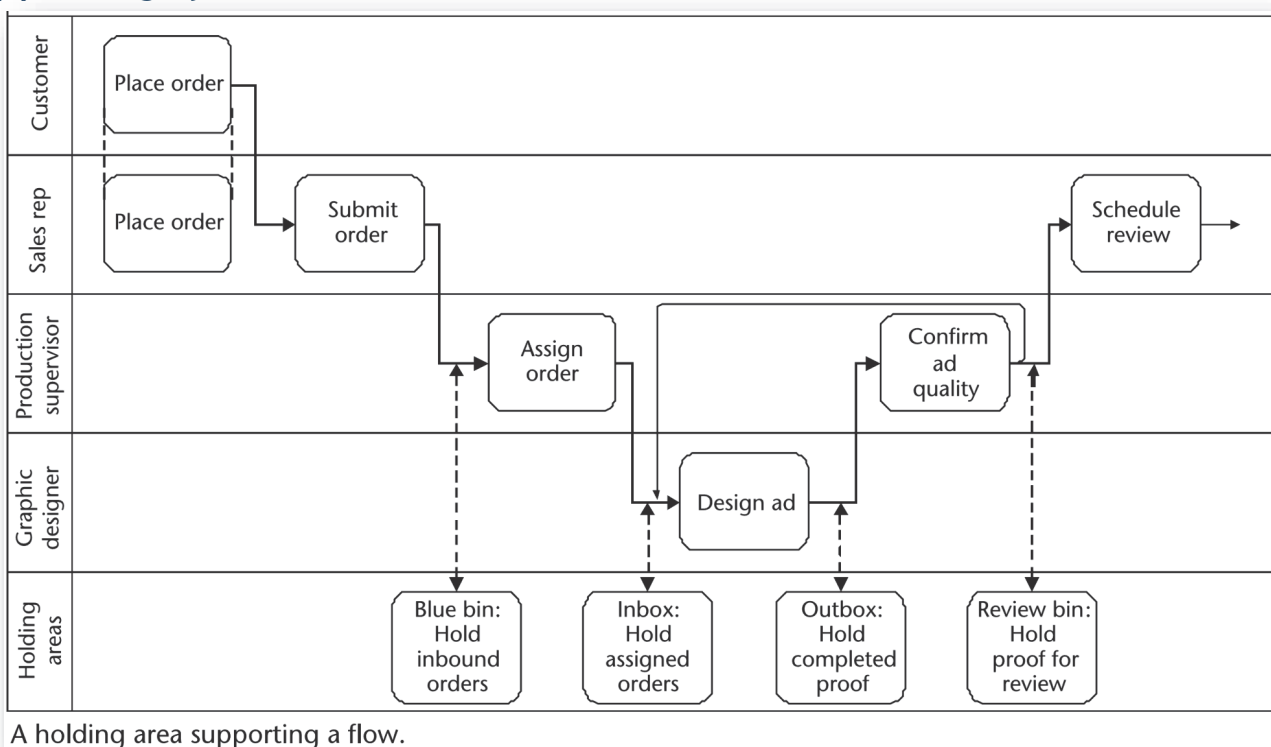 Customer
Place order
Sales rep
Place order
Submit
order
Schedule
review
Production
supervisor
Assign
order
Confirm
ad
quality
Graphic
designer
Design ad
Holding
areas
Blue bin:
Hold
inbound
orders
Inbox:
Hold
assigned
orders
Outbox:
Hold
completed
proof
Review bin:
Hold
proof for
review
A holding area supporting a flow.